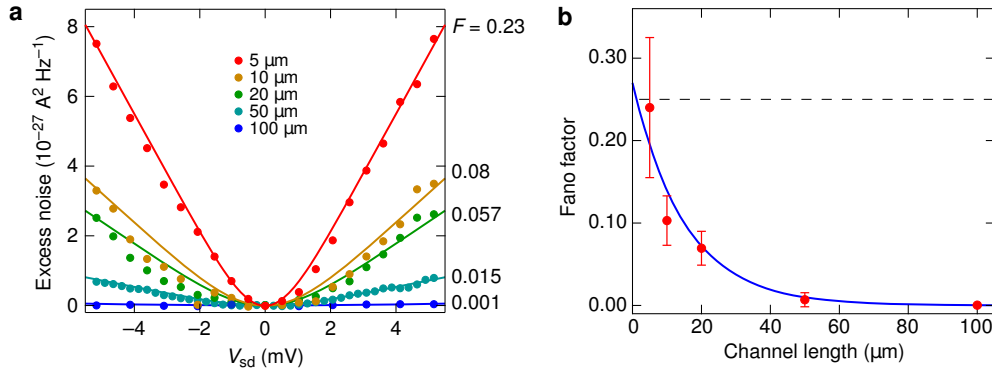 a
8
6
4
2
0
Excess noise (10⁻²⁷ A² Hz⁻¹)
−4
−2
0
2
4
V_sd (mV)
5 µm
10 µm
20 µm
50 µm
100 µm
F = 0.23
0.08
0.057
0.015
0.001
b
0.30
0.20
0.10
0.00
Fano factor
0
20
40
60
80
100
Channel length (µm)